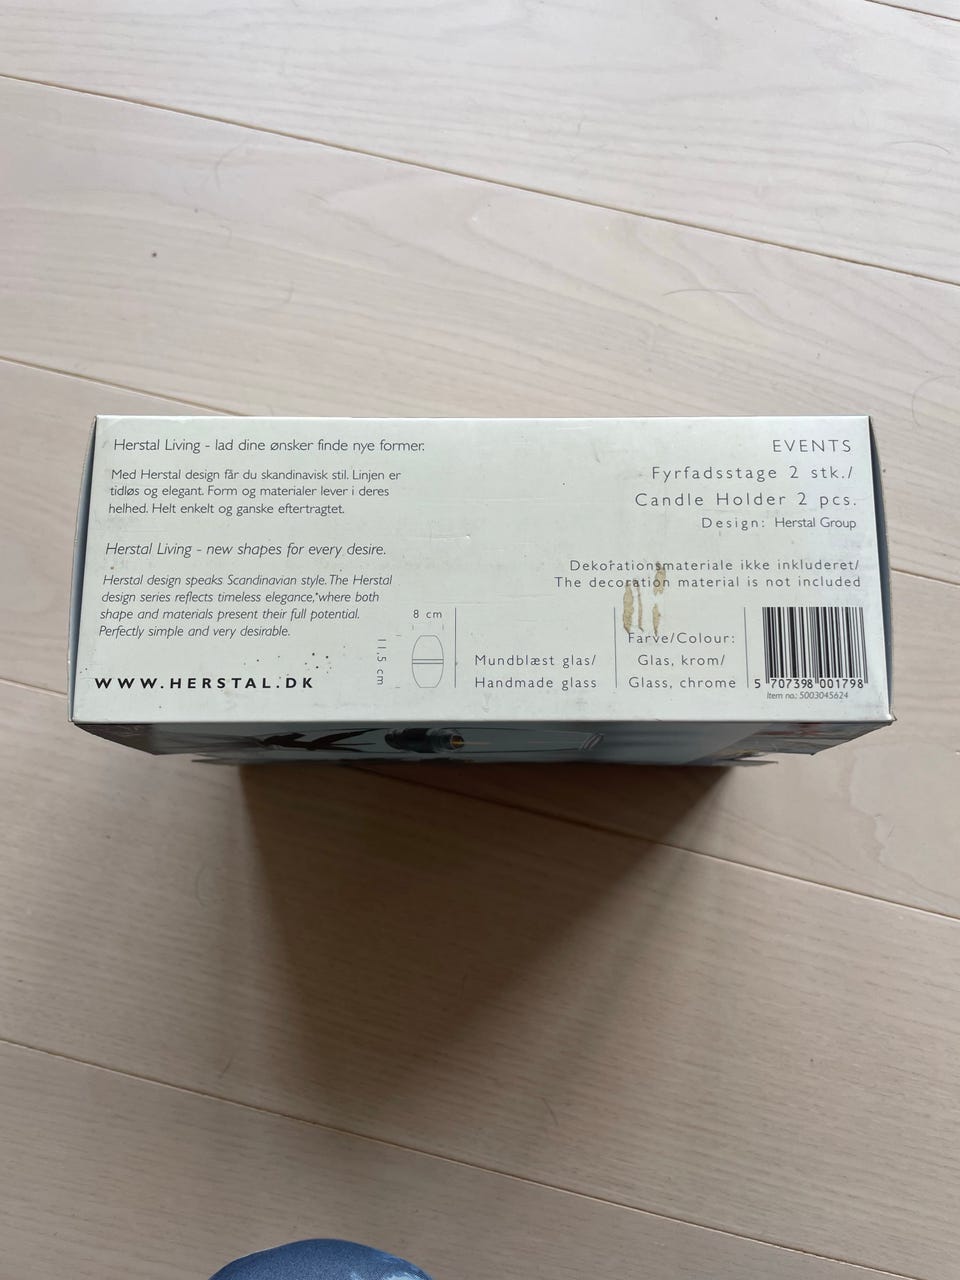 Herstal Living - lad dine ønsker finde nye former.
Med Herstal design får du skandinavisk stil. Linjen er
tidløs og elegant. Form og materialer lever i deres
helhed. Helt enkelt og ganske eftertragtet.
Herstal Living - new shapes for every desire.
Herstal design speaks Scandinavian style. The Herstal
design series reflects timeless elegance, where both
shape and materials present their full potential.
Perfectly simple and very desirable.
WWW.HERSTAL.DK
8 cm
11.5 cm
Mundblæst glas/
Handmade glass
EVENTS
Fyrfadsstage 2 stk./
Candle Holder 2 pcs.
Design: Herstal Group
Dekorationsmateriale ikke inkluderet/
The decoration material is not included
Farve/Colour:
Glas, krom/
Glass, chrome
5 707398 001798
Item no.: 5003045624